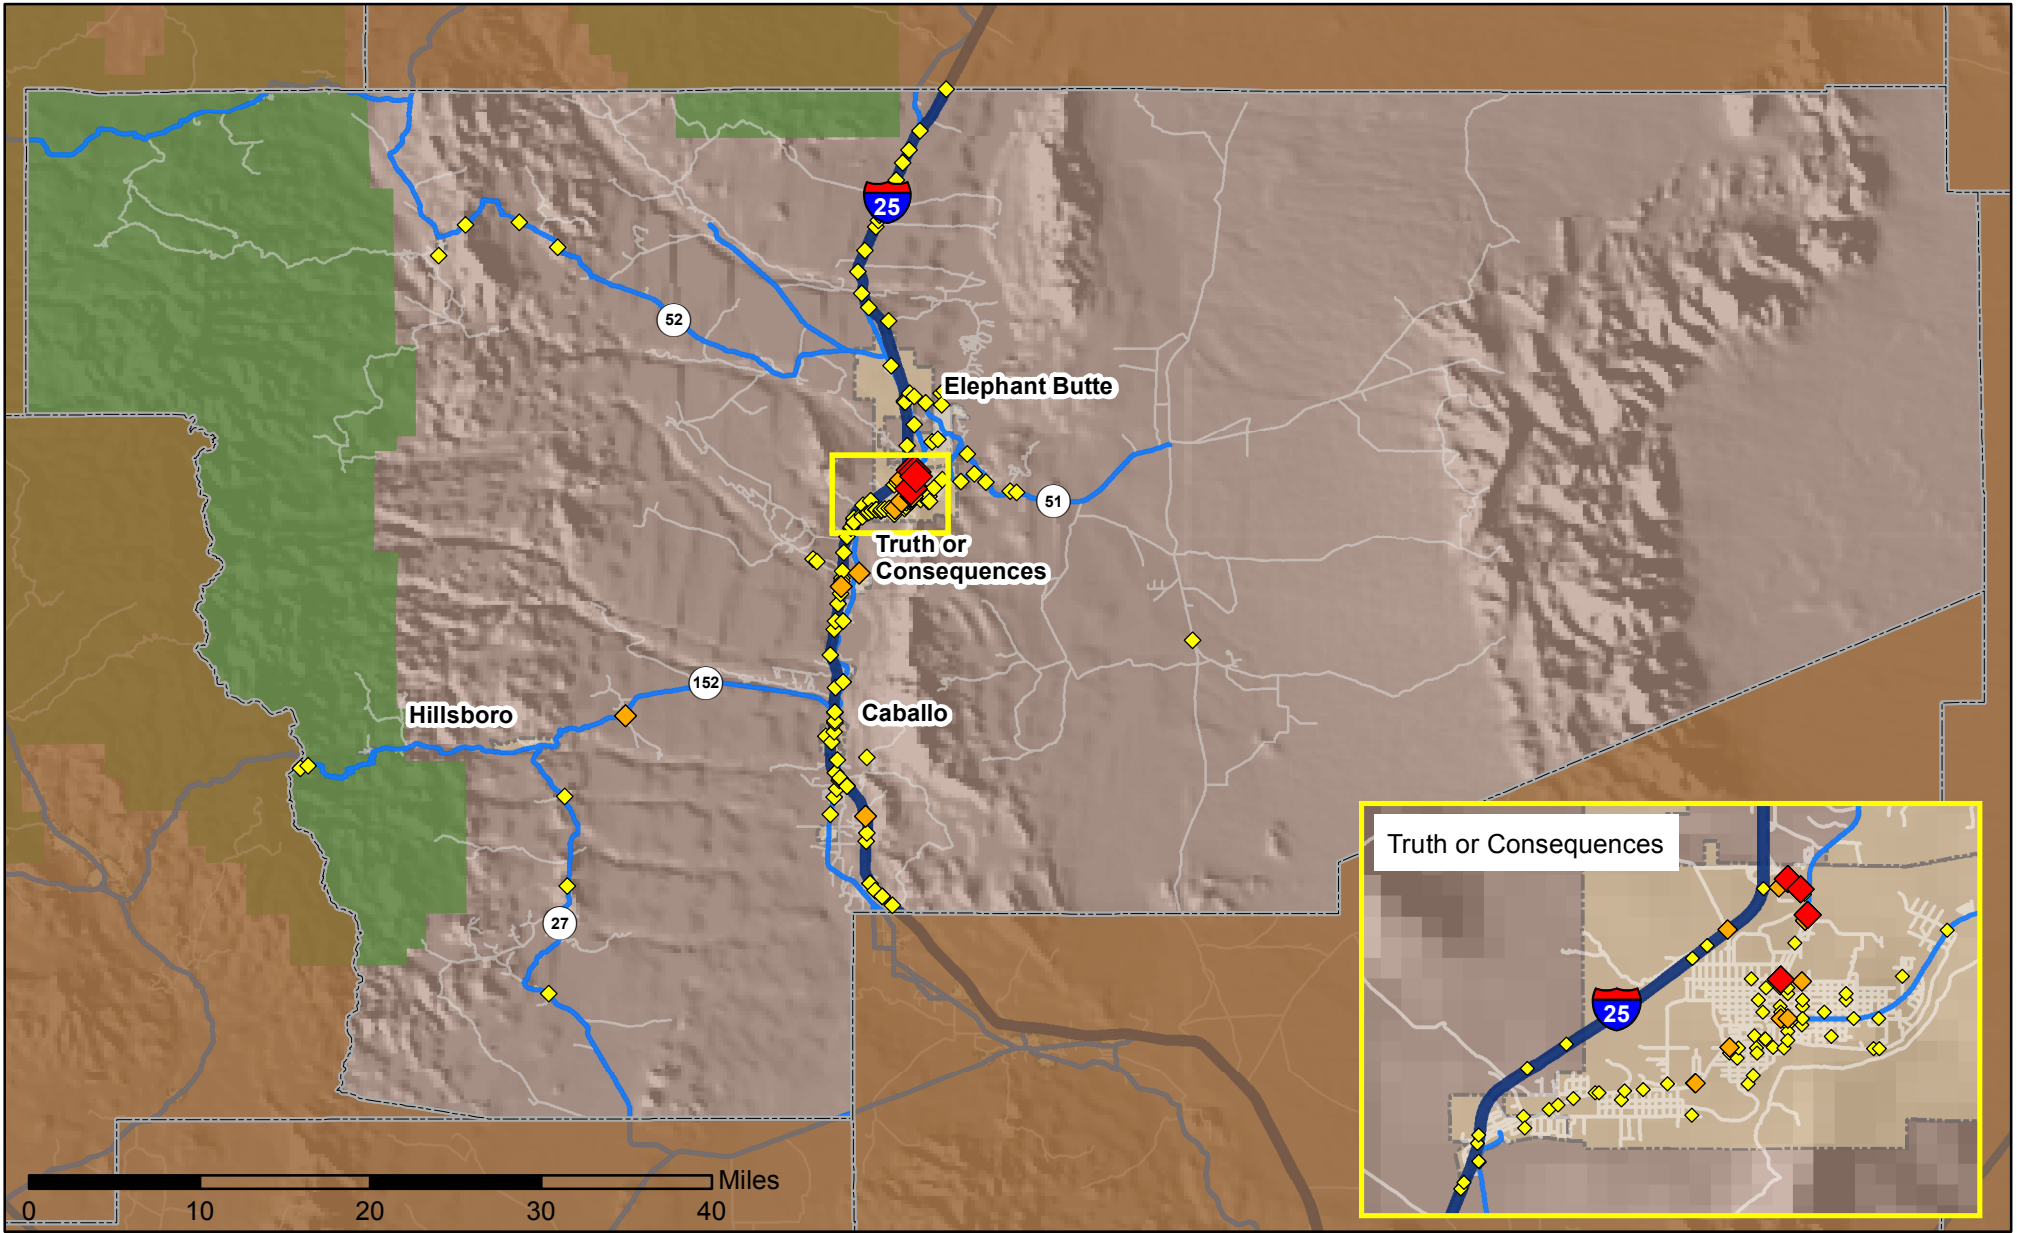 25
52
Elephant Butte
51
Truth or
Consequences
152
Hillsboro
Caballo
27
Truth or Consequences
25
Miles
0 10 20 30 40